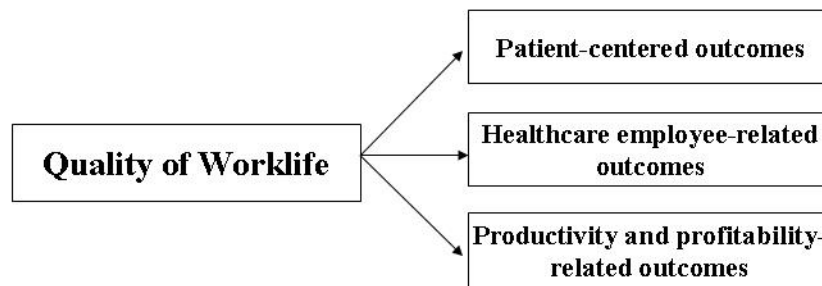 Patient-centered outcomes
Quality of Worklife
Healthcare employee-related
outcomes
Productivity and profitability-
related outcomes